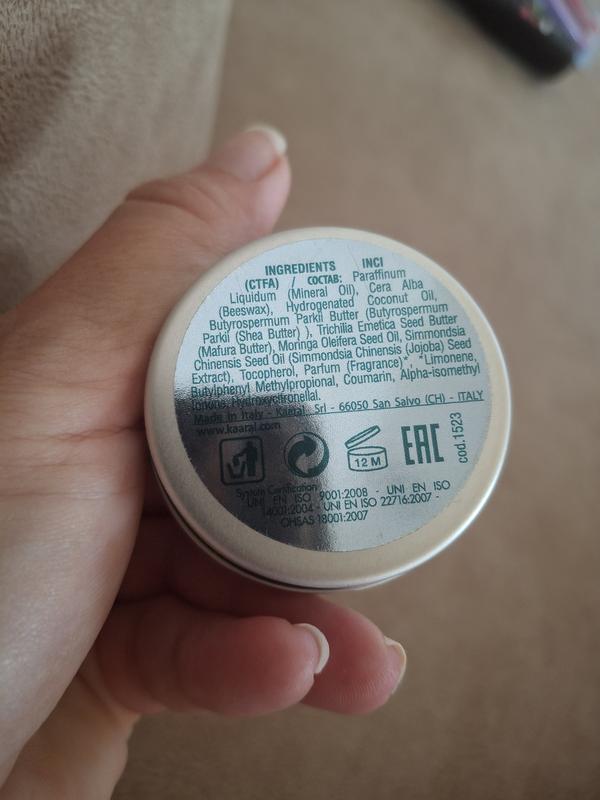 INGREDIENTS INCI
(CTFA) / СОСТАВ: Paraffinum
Liquidum (Mineral Oil), Cera Alba
(Beeswax), Hydrogenated Coconut Oil,
Butyrospermum Parkii Butter (Butyrospermum
Parkii (Shea Butter) ), Trichilia Emetica Seed Butter
(Mafura Butter), Moringa Oleifera Seed Oil, Simmondsia
Chinensis Seed Oil (Simmondsia Chinensis (Jojoba) Seed
Extract), Tocopherol, Parfum (Fragrance)*, *Limonene,
Butylphenyl Methylpropional, Coumarin, Alpha-isomethyl
Ionone, Hydroxycitronellal.
Made in Italy - Kaaral Srl - 66050 San Salvo (CH) - ITALY
www.kaaral.com
12 M
EAC
cod.1523
System Certification
UNI EN ISO 9001:2008 - UNI EN ISO
14001:2004 - UNI EN ISO 22716:2007 -
OHSAS 18001:2007